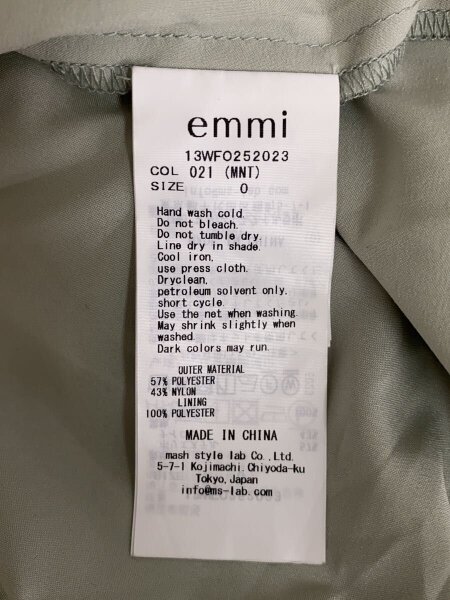 emmi
13WFO252023
COL 021 (MNT)
SIZE 0
Hand wash cold.
Do not bleach.
Do not tumble dry.
Line dry in shade.
Cool iron,
use press cloth.
Dryclean,
petroleum solvent only,
short cycle.
Use the net when washing.
May shrink slightly when
washed.
Dark colors may run.
OUTER MATERIAL
57% POLYESTER
43% NYLON
LINING
100% POLYESTER
MADE IN CHINA
mash style lab Co.,Ltd.
5-7-1 Kojimachi,Chiyoda-ku
Tokyo,Japan
info@ms-lab.com